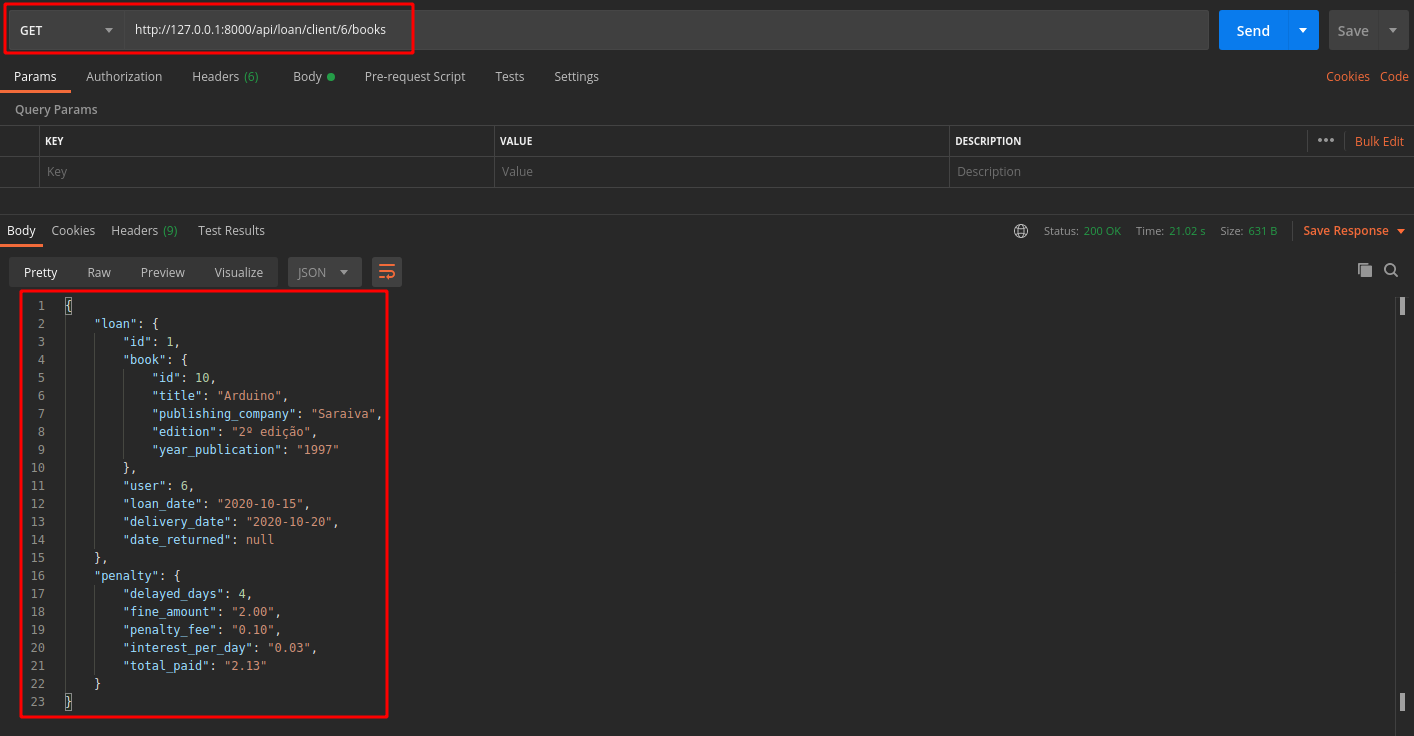 GET http://127.0.0.1:8000/api/loan/client/6/books Send Save
Params Authorization Headers (6) Body Pre-request Script Tests Settings Cookies Code
Query Params
KEY VALUE DESCRIPTION ••• Bulk Edit
Key Value Description
Body Cookies Headers (9) Test Results Status: 200 OK Time: 21.02 s Size: 631 B Save Response
Pretty Raw Preview Visualize JSON
1 {
2 "loan": {
3 "id": 1,
4 "book": {
5 "id": 10,
6 "title": "Arduino",
7 "publishing_company": "Saraiva",
8 "edition": "2º edição",
9 "year_publication": "1997"
10 },
11 "user": 6,
12 "loan_date": "2020-10-15",
13 "delivery_date": "2020-10-20",
14 "date_returned": null
15 },
16 "penalty": {
17 "delayed_days": 4,
18 "fine_amount": "2.00",
19 "penalty_fee": "0.10",
20 "interest_per_day": "0.03",
21 "total_paid": "2.13"
22 }
23 }